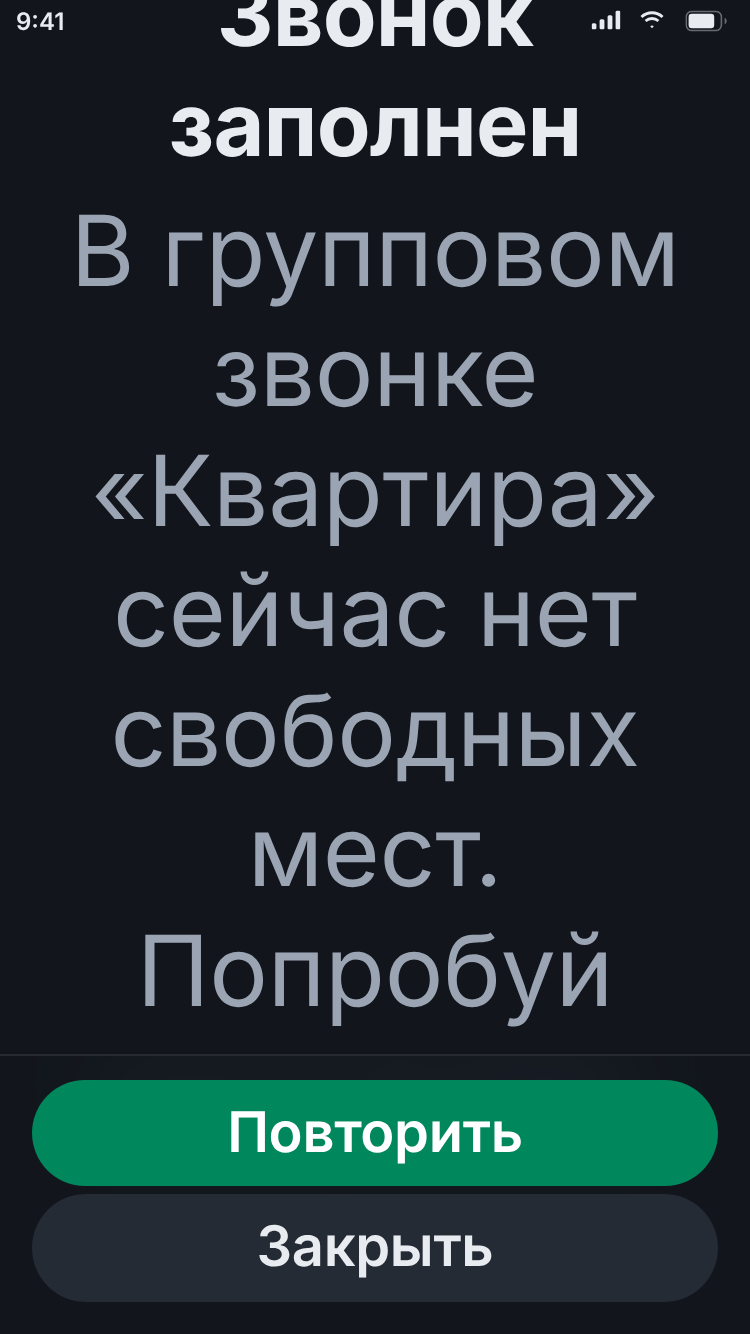 9:41
Звонок
заполнен
В групповом
звонке
«Квартира»
сейчас нет
свободных
мест.
Попробуй
Повторить
Закрыть